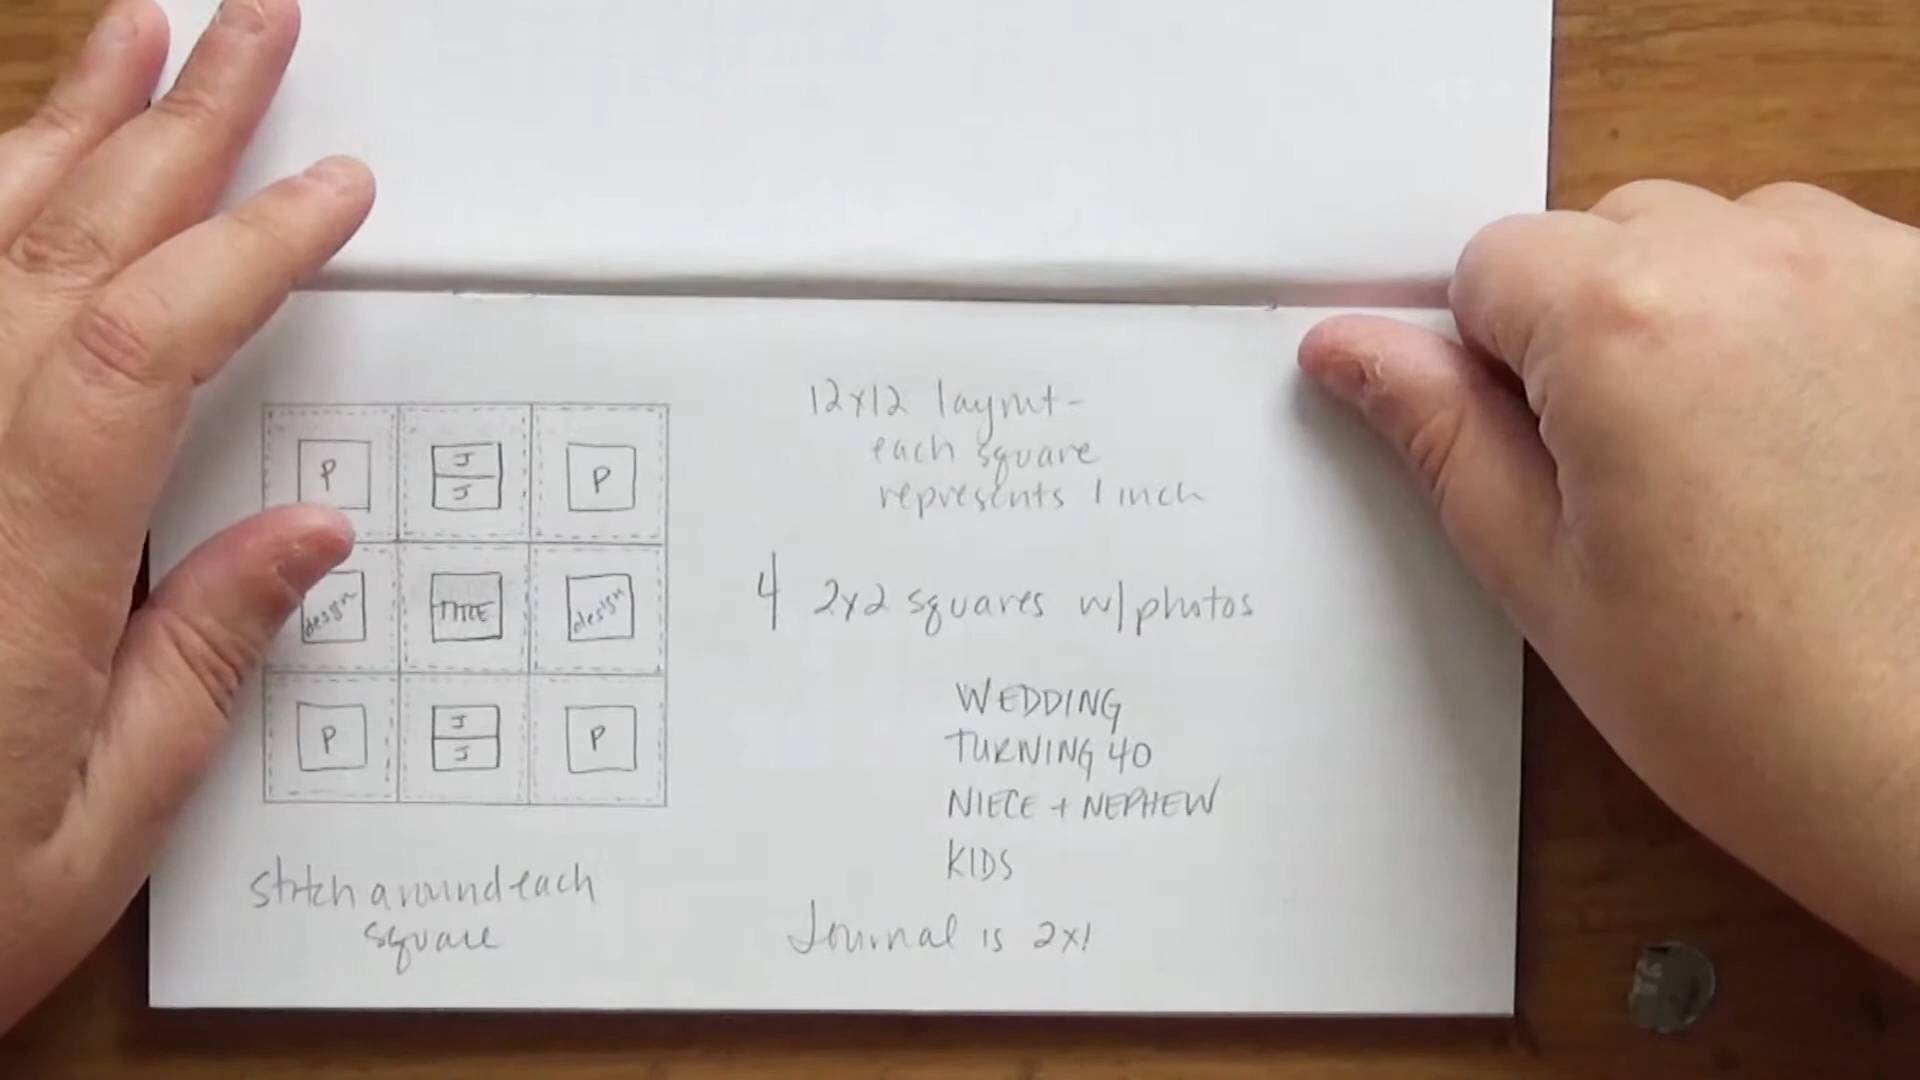 P
J
J
P
design
TITLE
design
P
J
J
P
stitch around each
square
12x12 layout -
each square
represents 1 inch
4 2x2 squares w/photos
WEDDING
TURNING 40
NIECE + NEPHEW
KIDS
Journal is 2x1